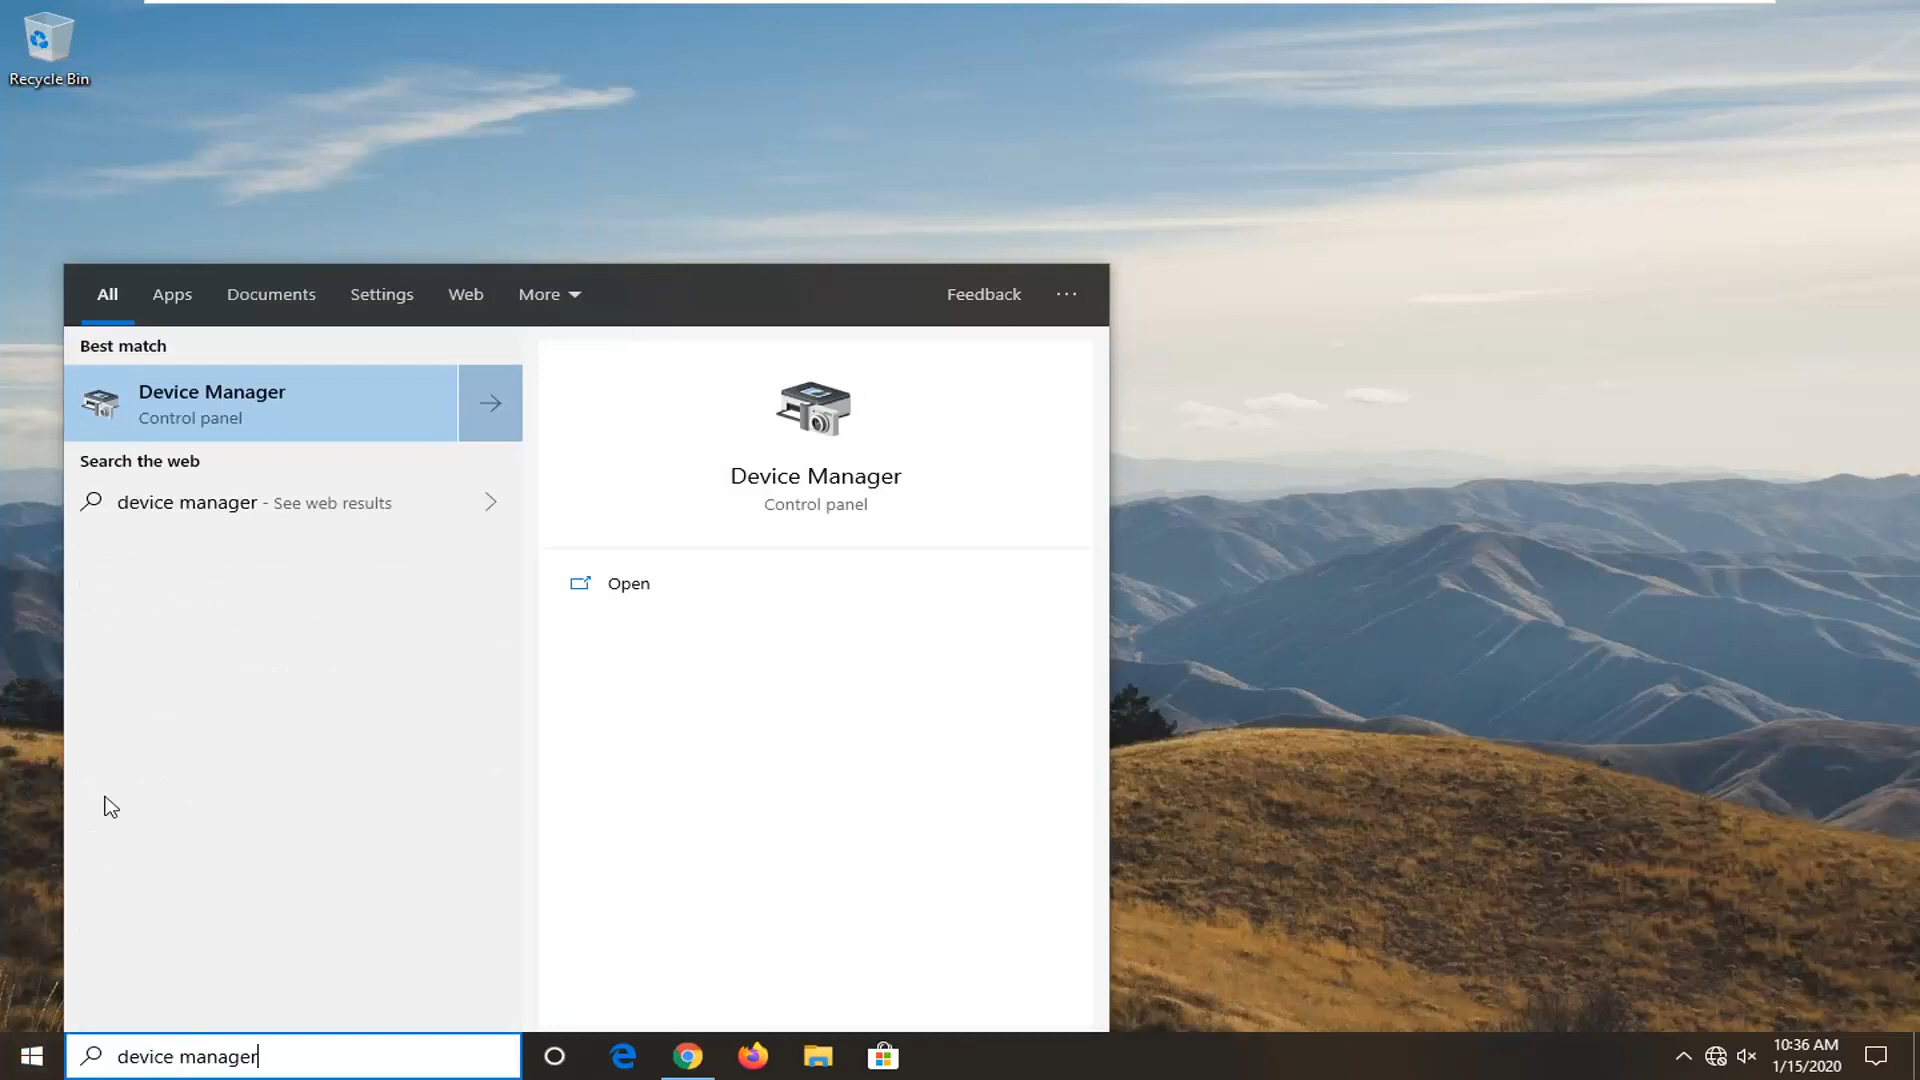 Recycle Bin
All Apps Documents Settings Web More Feedback ...
Best match
Device Manager
Control panel
Search the web
device manager - See web results
Device Manager
Control panel
Open
device manager
10:36 AM
1/15/2020